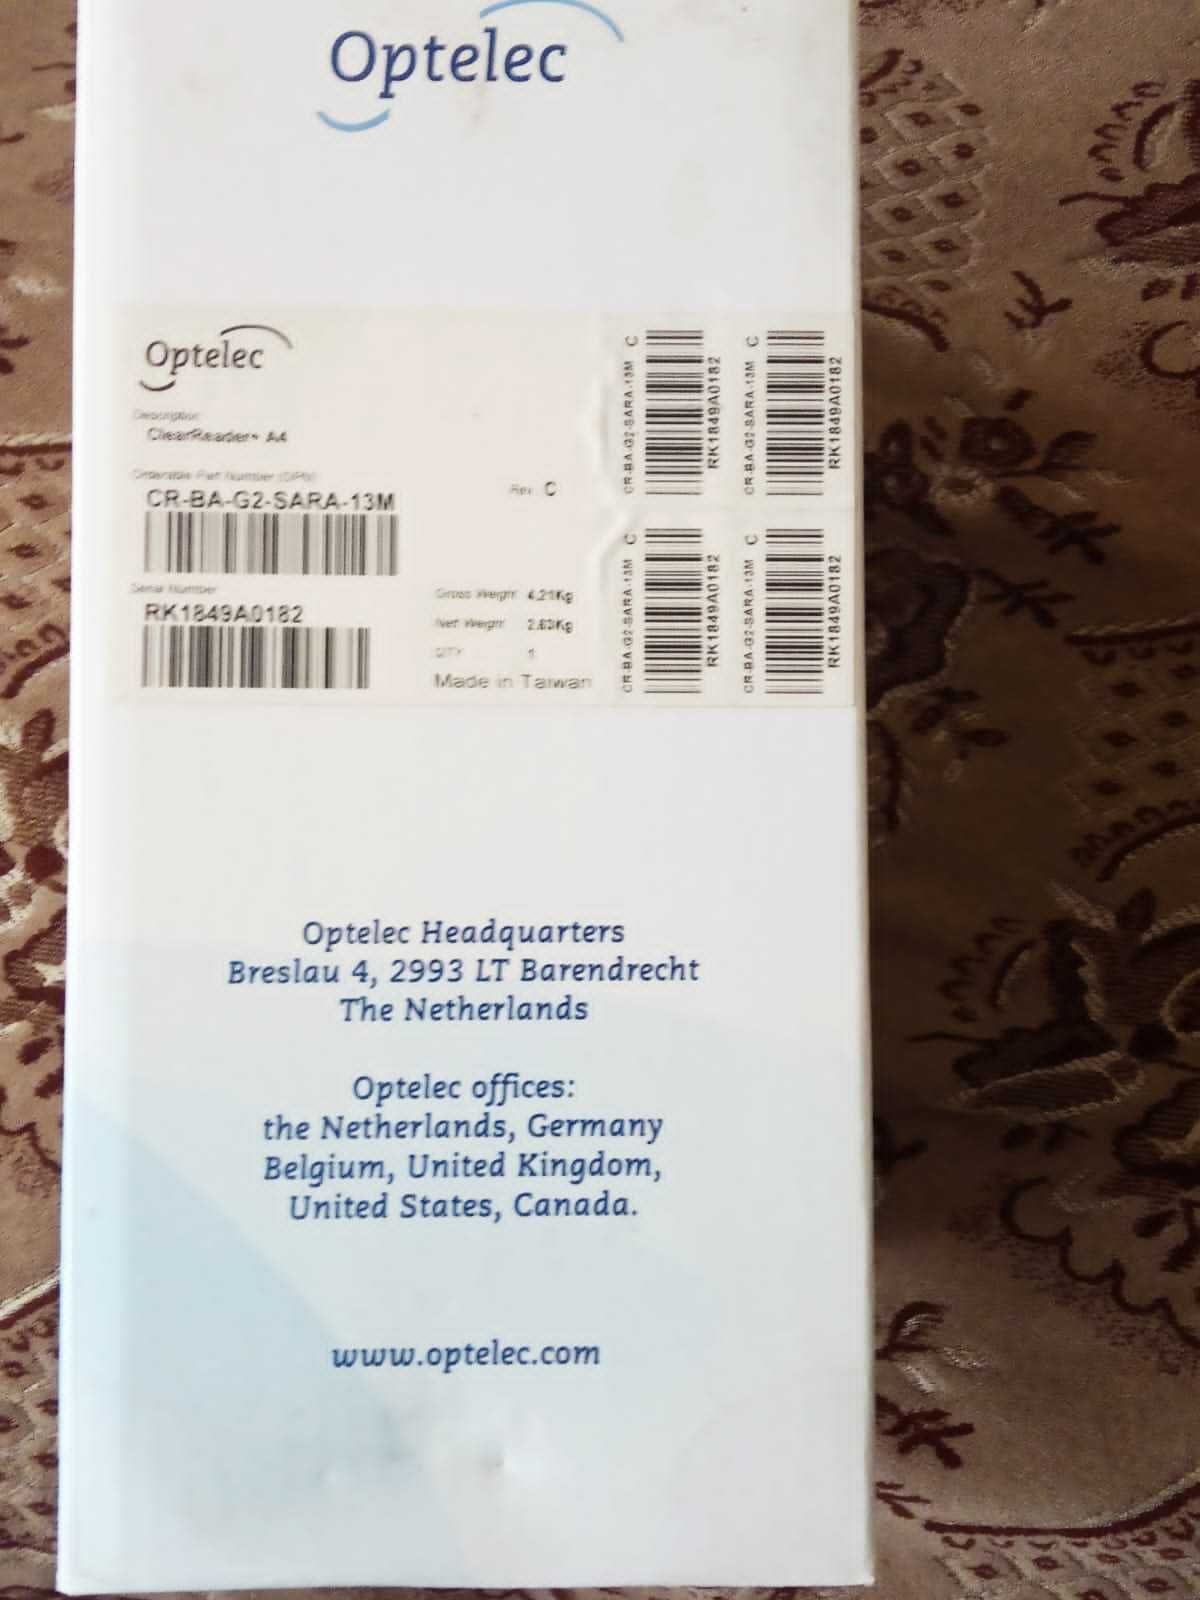 Optelec
Optelec
Description
ClearReader+ A4
Orderable Part Number (OPN)
CR-BA-G2-SARA-13M
Rev. C
Serial Number
RK1849A0182
Gross Weight 4.21Kg
Net Weight 2.63Kg
QTY 1
Made in Taiwan
CR-BA-G2-SARA-13M C
RK1849A0182
CR-BA-G2-SARA-13M C
RK1849A0182
CR-BA-G2-SARA-13M C
RK1849A0182
CR-BA-G2-SARA-13M C
RK1849A0182
Optelec Headquarters
Breslau 4, 2993 LT Barendrecht
The Netherlands
Optelec offices:
the Netherlands, Germany
Belgium, United Kingdom,
United States, Canada.
www.optelec.com